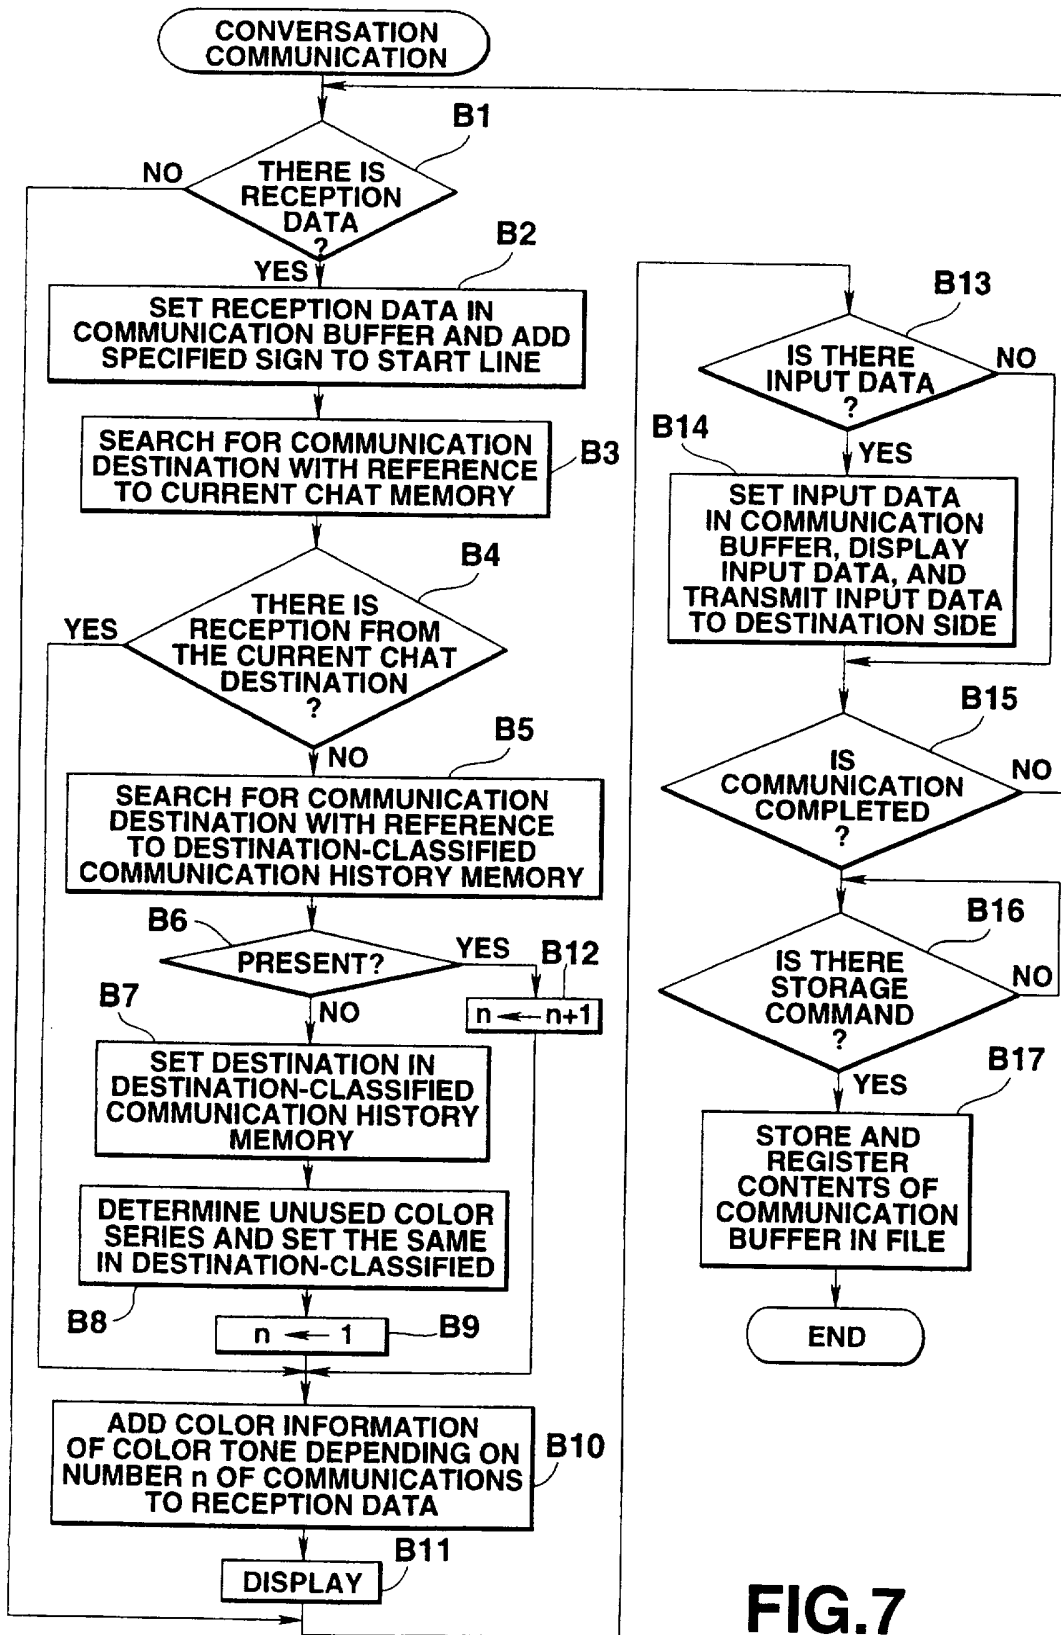 CONVERSATION
COMMUNICATION
B1
NO
THERE IS
RECEPTION
DATA
?
YES
B2
SET RECEPTION DATA IN
COMMUNICATION BUFFER AND ADD
SPECIFIED SIGN TO START LINE
SEARCH FOR COMMUNICATION
DESTINATION WITH REFERENCE
TO CURRENT CHAT MEMORY
B3
B4
YES
THERE IS
RECEPTION FROM
THE CURRENT CHAT
DESTINATION
?
NO
B5
SEARCH FOR COMMUNICATION
DESTINATION WITH REFERENCE
TO DESTINATION-CLASSIFIED
COMMUNICATION HISTORY MEMORY
B6
PRESENT?
YES
B12
n ← n+1
NO
B7
SET DESTINATION IN
DESTINATION-CLASSIFIED
COMMUNICATION HISTORY
MEMORY
DETERMINE UNUSED COLOR
SERIES AND SET THE SAME
IN DESTINATION-CLASSIFIED
B8
n ← 1
B9
ADD COLOR INFORMATION
OF COLOR TONE DEPENDING ON
NUMBER n OF COMMUNICATIONS
TO RECEPTION DATA
B10
B11
DISPLAY
B13
IS THERE
INPUT DATA
?
NO
YES
B14
SET INPUT DATA
IN COMMUNICATION
BUFFER, DISPLAY
INPUT DATA, AND
TRANSMIT INPUT DATA
TO DESTINATION SIDE
B15
IS
COMMUNICATION
COMPLETED
?
NO
B16
IS THERE
STORAGE
COMMAND
?
NO
YES
B17
STORE AND
REGISTER
CONTENTS OF
COMMUNICATION
BUFFER IN FILE
END
FIG.7